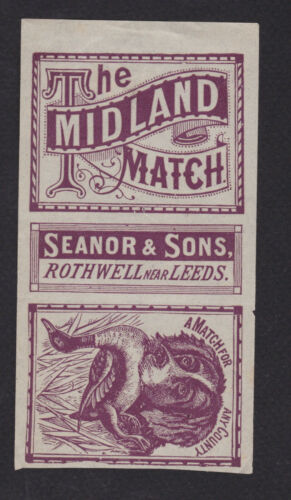 The
MIDLAND
MATCH.
SEANOR & SONS,
ROTHWELL NEAR LEEDS.
A MATCH FOR
ANY COUNTY